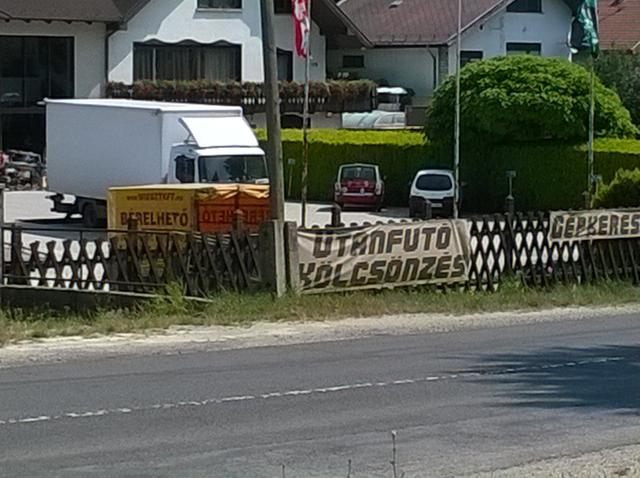 BÉRELHETŐ
UTÁNFUTÓ
KÖLCSÖNZÉS
GÉPKERES